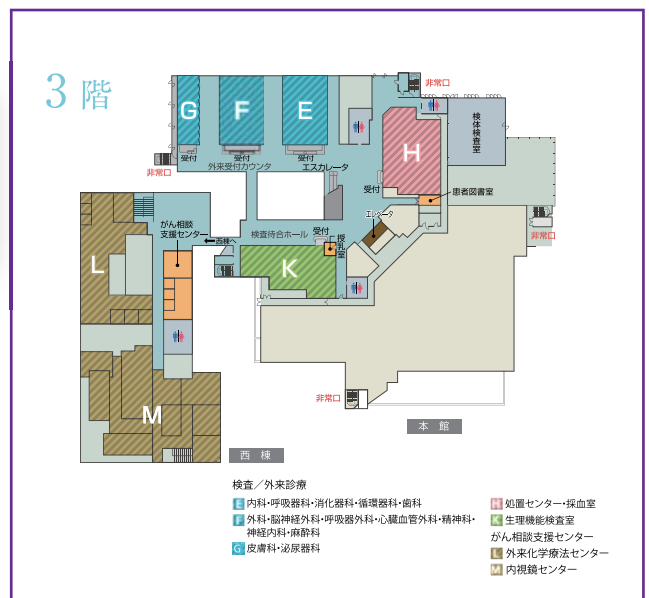 3 階
非常口
G
F
E
検体検査室
H
受付
受付
受付
外来受付カウンタ
エスカレータ
非常口
受付
患者図書室
がん相談
支援センター
西棟へ
検査待合ホール
受付
授乳室
エレベータ
非常口
L
K
非常口
M
本 館
西 棟
検査／外来診療
E 内科・呼吸器科・消化器科・循環器科・歯科
F 外科・脳神経外科・呼吸器外科・心臓血管外科・精神科・
神経内科・麻酔科
G 皮膚科・泌尿器科
H 処置センター・採血室
K 生理機能検査室
がん相談支援センター
L 外来化学療法センター
M 内視鏡センター